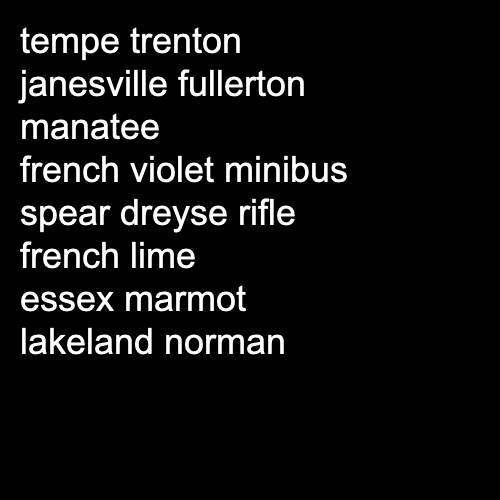 tempe trenton
janesville fullerton
manatee
french violet minibus
spear dreyse rifle
french lime
essex marmot
lakeland norman